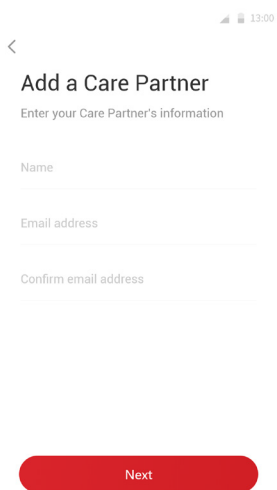 13:00
Add a Care Partner
Enter your Care Partner's information
Name
Email address
Confirm email address
Next